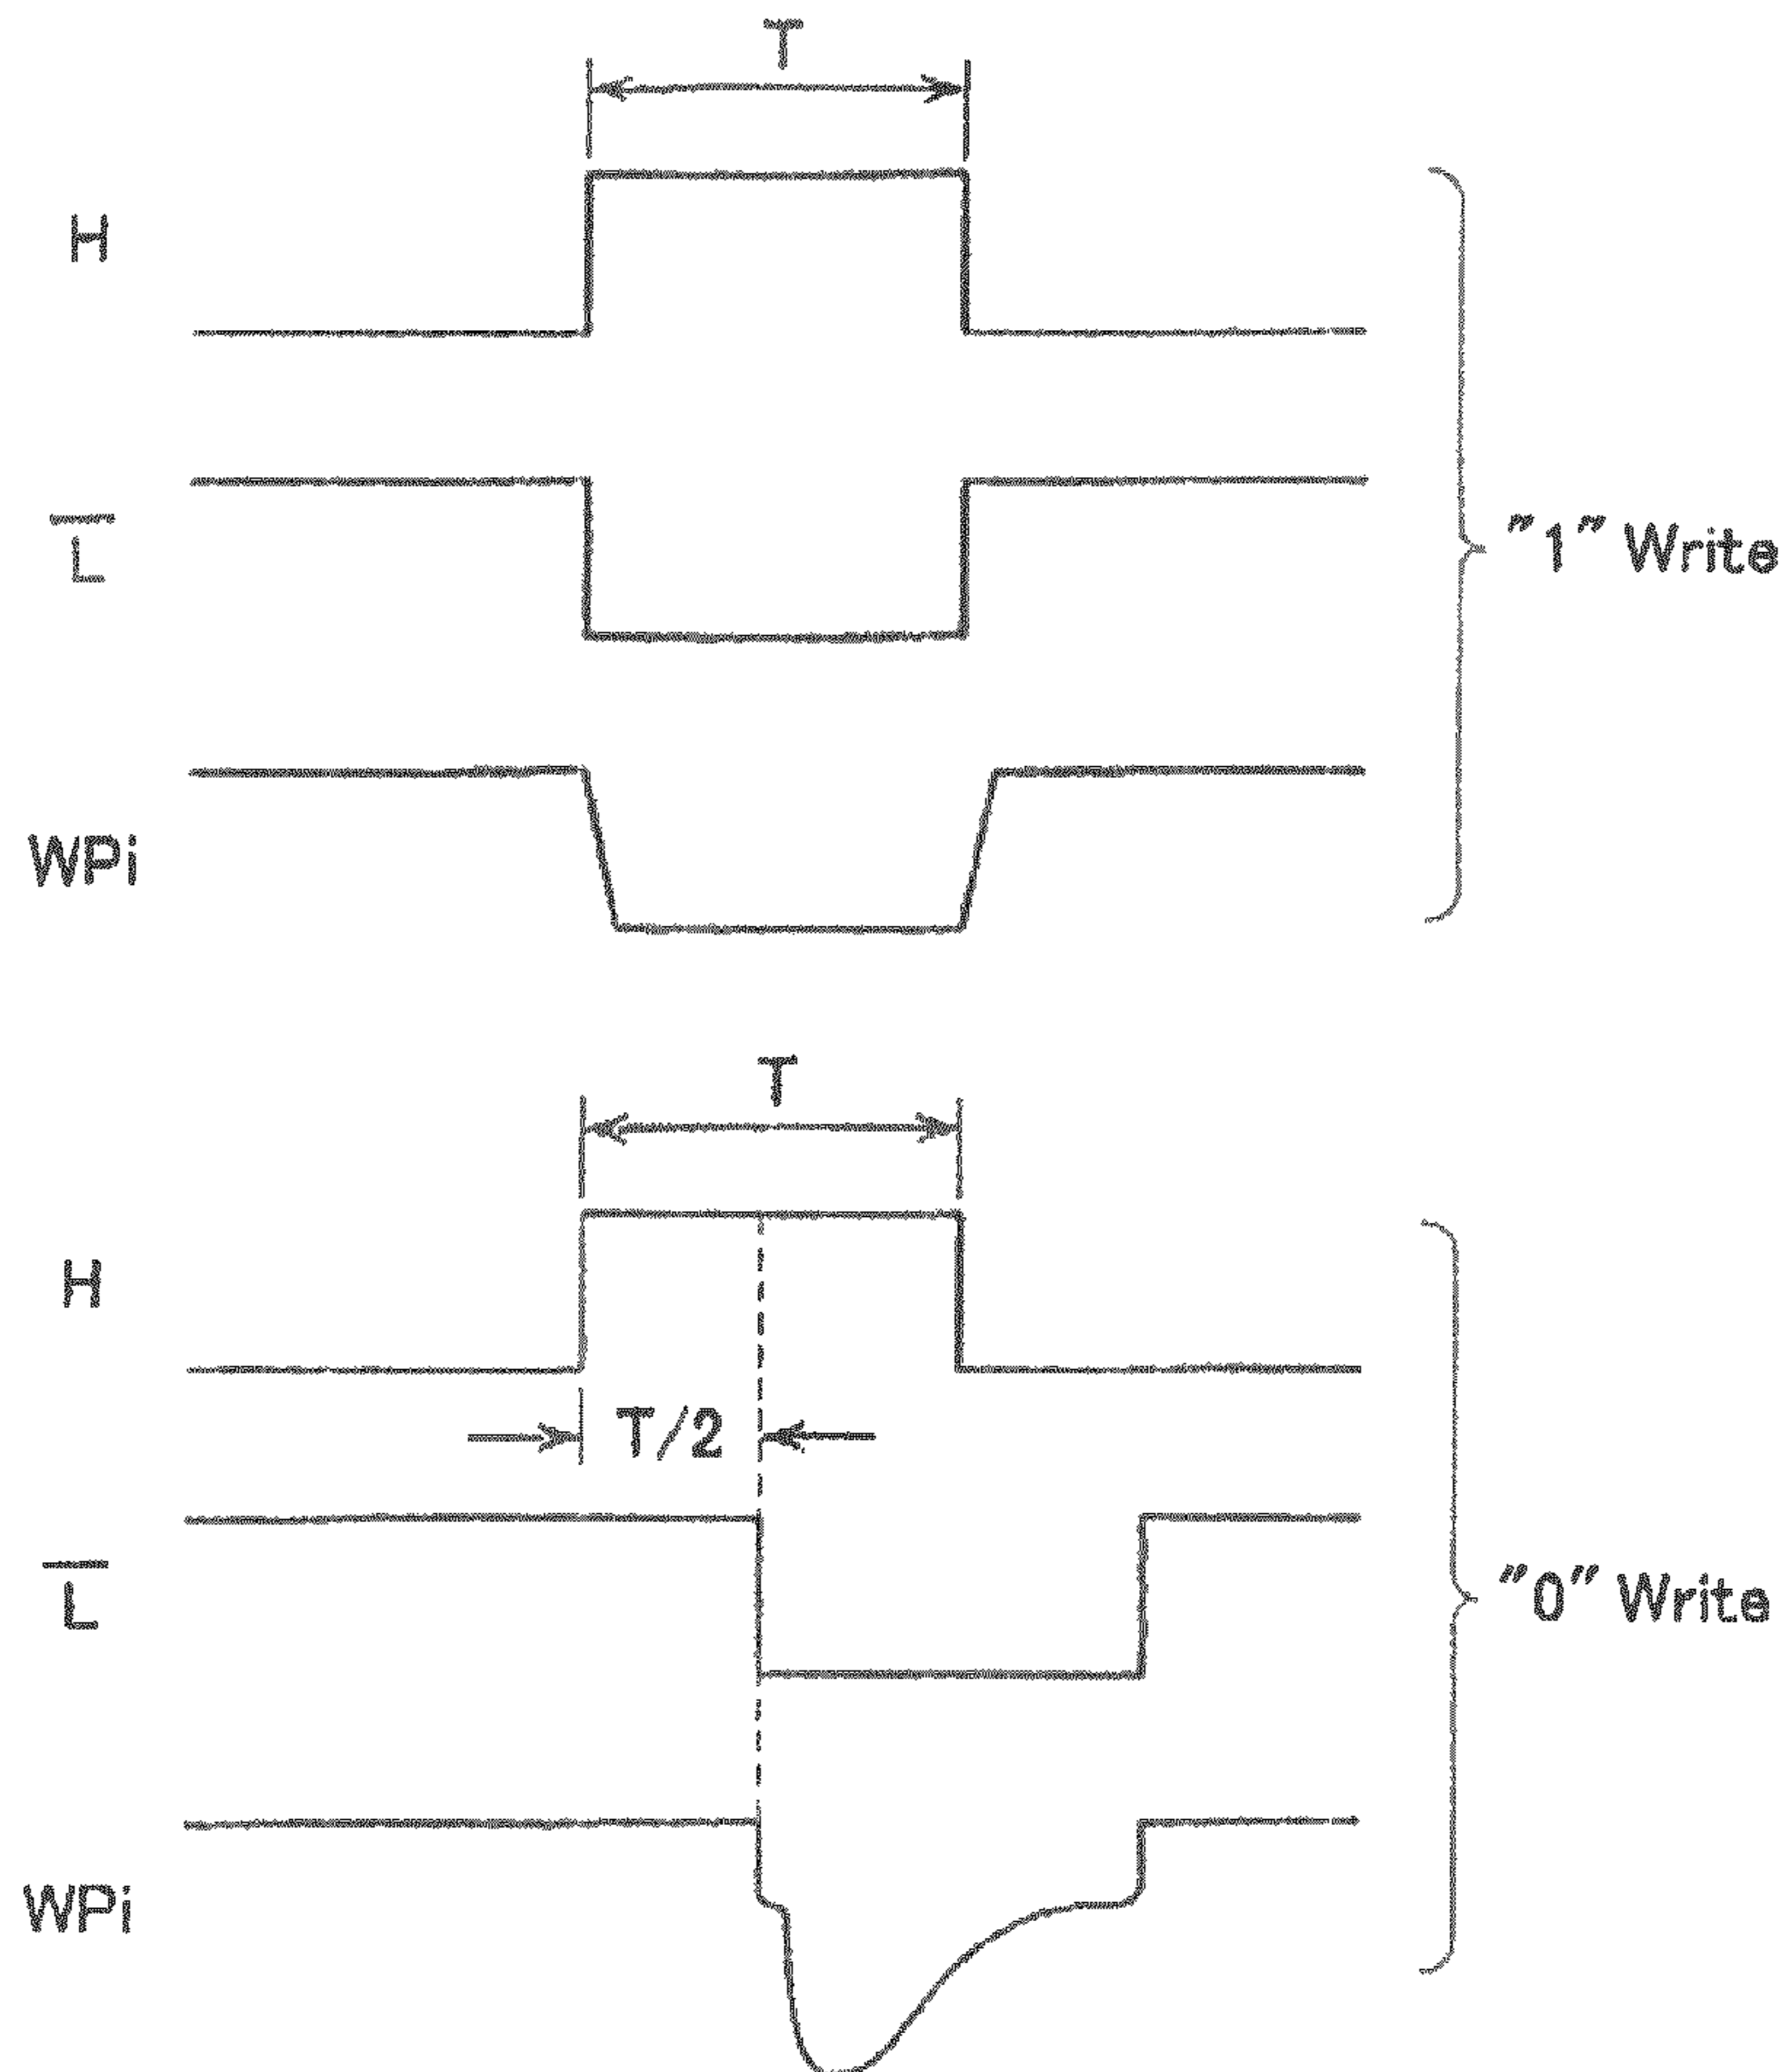 T
H
L̅
"1" Write
WPi
T
H
T/2
L̅
"0" Write
WPi